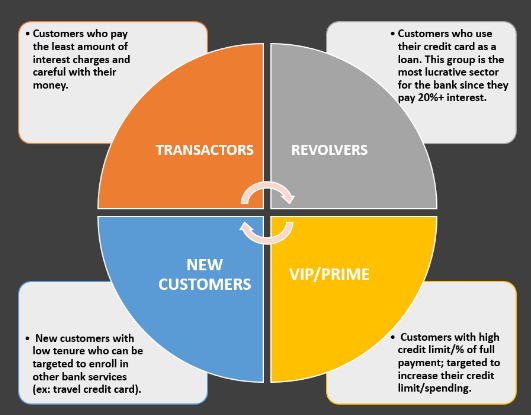 • Customers who pay
the least amount of
interest charges and
careful with their
money.
• Customers who use
their credit card as a
loan. This group is the
most lucrative sector
for the bank since they
pay 20%+ interest.
TRANSACTORS
REVOLVERS
NEW
CUSTOMERS
VIP/PRIME
• New customers with
low tenure who can be
targeted to enroll in
other bank services
(ex: travel credit card).
• Customers with high
credit limit/% of full
payment; targeted to
increase their credit
limit/spending.